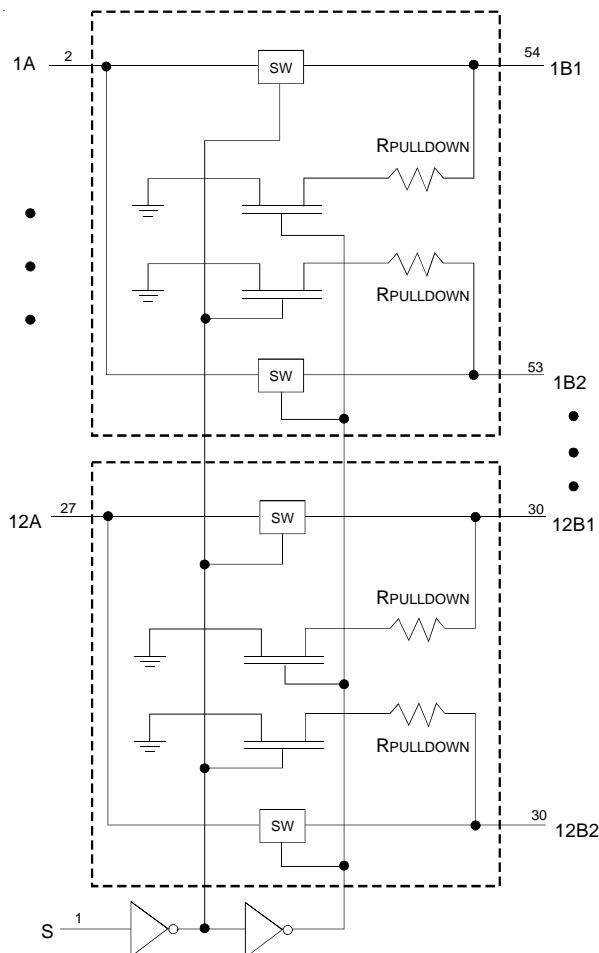 1A 2 SW 54 1B1
RPULLDOWN
RPULLDOWN
SW 53 1B2
12A 27 SW 30 12B1
RPULLDOWN
RPULLDOWN
SW 30 12B2
S 1